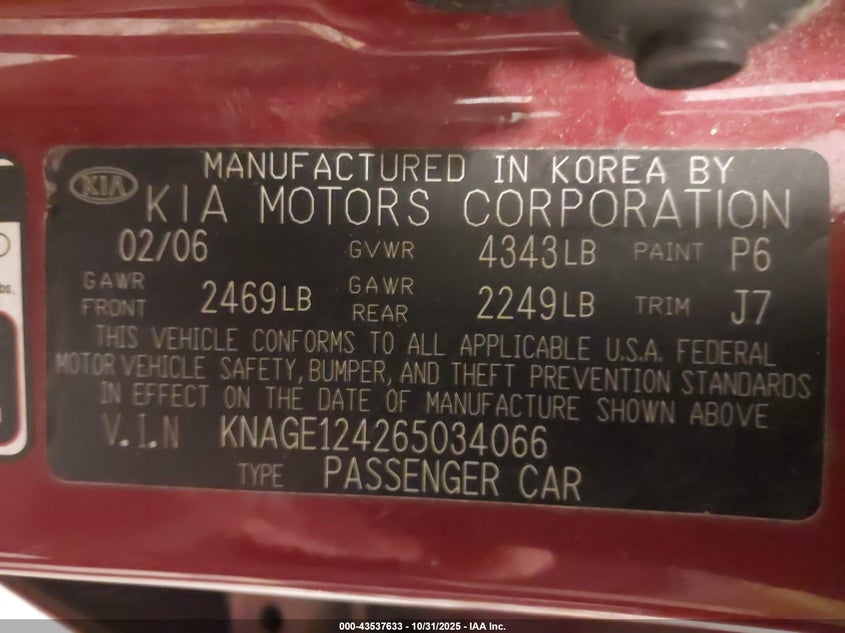 KIA
MANUFACTURED IN KOREA BY
KIA MOTORS CORPORATION
02/06 GVWR 4343LB PAINT P6
GAWR FRONT 2469LB GAWR REAR 2249LB TRIM J7
THIS VEHICLE CONFORMS TO ALL APPLICABLE U.S.A. FEDERAL
MOTOR VEHICLE SAFETY, BUMPER, AND THEFT PREVENTION STANDARDS
IN EFFECT ON THE DATE OF MANUFACTURE SHOWN ABOVE
V.I.N KNAGE124265034066
TYPE PASSENGER CAR
000-43537633 - 10/31/2025 - IAA Inc.